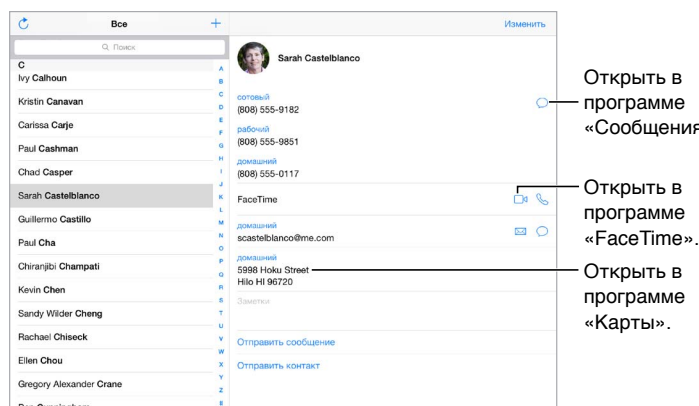 Все
+
Изменить
Поиск
C
Ivy Calhoun
Kristin Canavan
Carissa Carje
Paul Cashman
Chad Casper
Sarah Castelblanco
Guillermo Castillo
Paul Cha
Chiranjibi Champati
Kevin Chen
Sandy Wilder Cheng
Rachael Chiseck
Ellen Chou
Gregory Alexander Crane
A
B
C
D
E
F
G
H
I
J
K
L
M
N
O
P
Q
R
S
T
U
V
W
X
Y
Z
#
Sarah Castelblanco
сотовый
(808) 555-9182
рабочий
(808) 555-9851
домашний
(808) 555-0117
FaceTime
домашний
scastelblanco@me.com
домашний
5998 Hoku Street
Hilo HI 96720
Заметки
Отправить сообщение
Отправить контакт
Открыть в
программе
«Сообщения
Открыть в
программе
«FaceTime».
Открыть в
программе
«Карты».